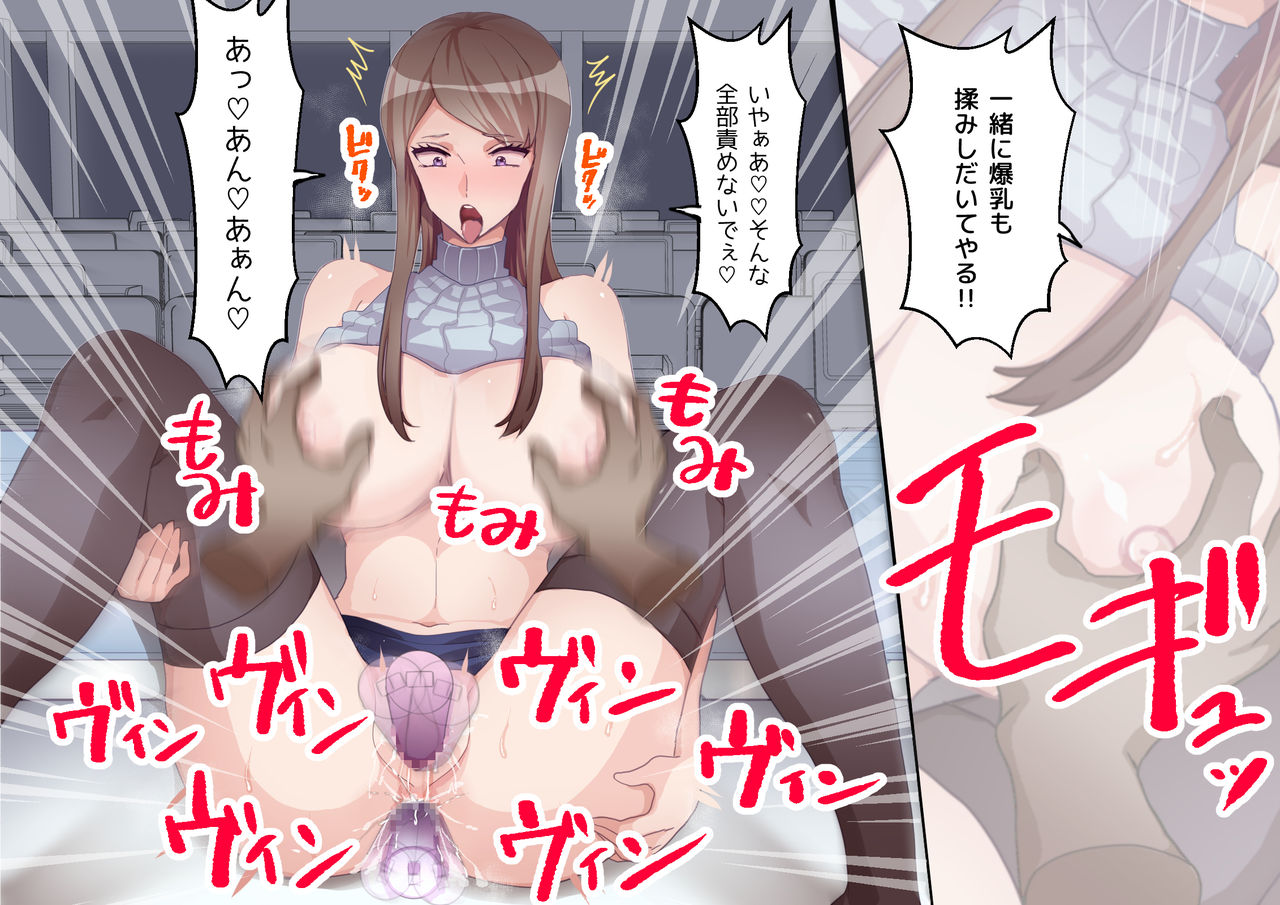 一緒に爆乳も
揉みしだいてやる!!
モギュッ
いやぁあ♡♡そんな
全部責めないでぇ♡
ビクッ
ビクッ
あっ♡あん♡あぁん♡
もみ
もみ
もみ
ヴィン
ヴィン
ヴィン
ヴィン
ヴィン
ヴィン